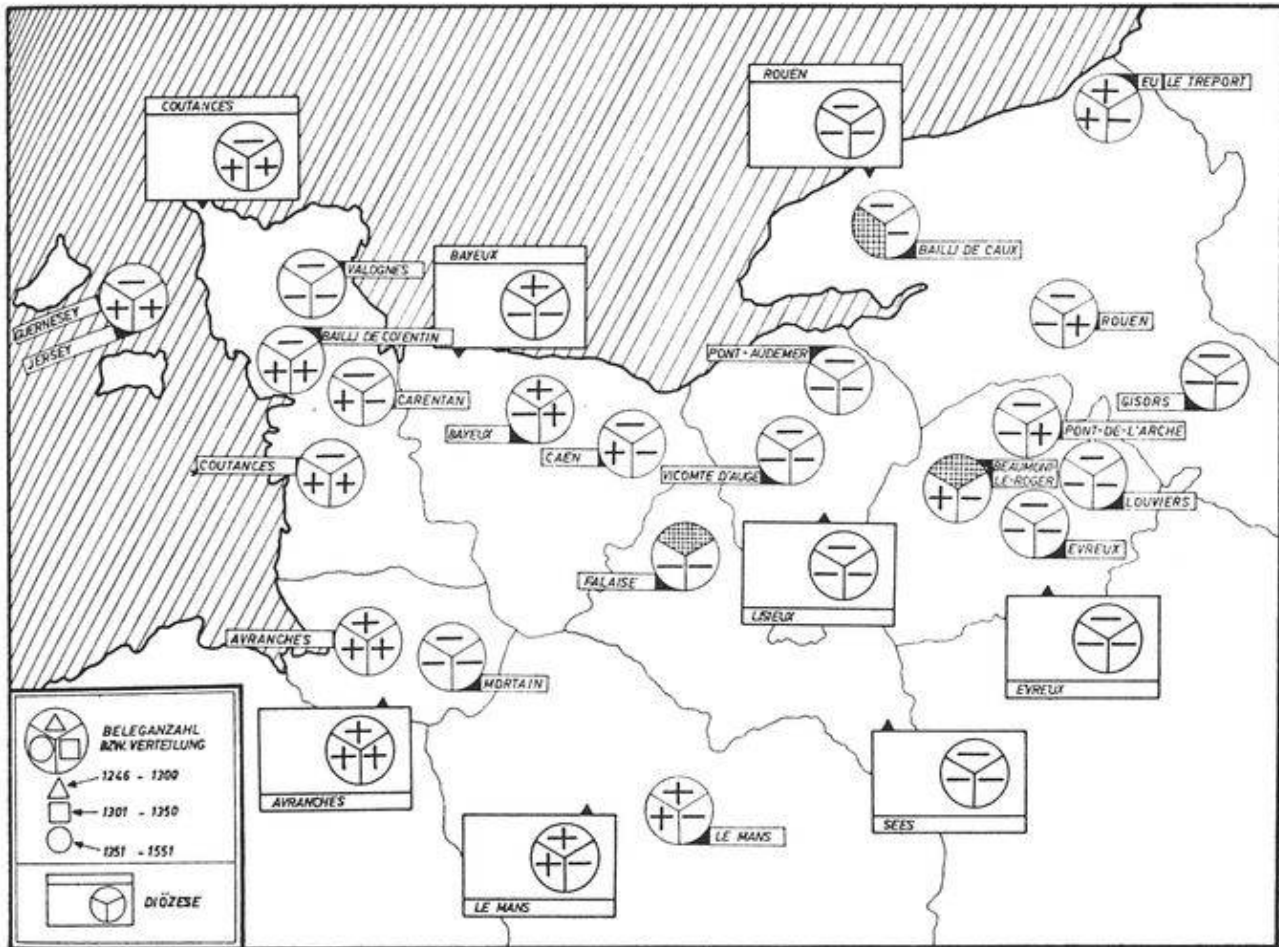 COUTANCES
ROUEN
EU LE TREPORT
BAILLI DE CAUX
VALOGNES
BAYEUX
GUERNESEY
JERSEY
BAILLI DE COTENTIN
ROUEN
CARENTAN
PONT-AUDEMER
GISORS
BAYEUX
CAËN
PONT-DE-L'ARCHE
COUTANCES
VICOMTE D'AUGE
BEAUMONT-
LE-ROGER
LOUVIERS
EVREUX
FALAISE
LISIEUX
AVRANCHES
MORTAIN
EVREUX
AVRANCHES
SEES
LE MANS
LE MANS
BELEGANZAHL
BZW. VERTEILUNG
1246 - 1300
1301 - 1350
1351 - 1551
DIÖZESE